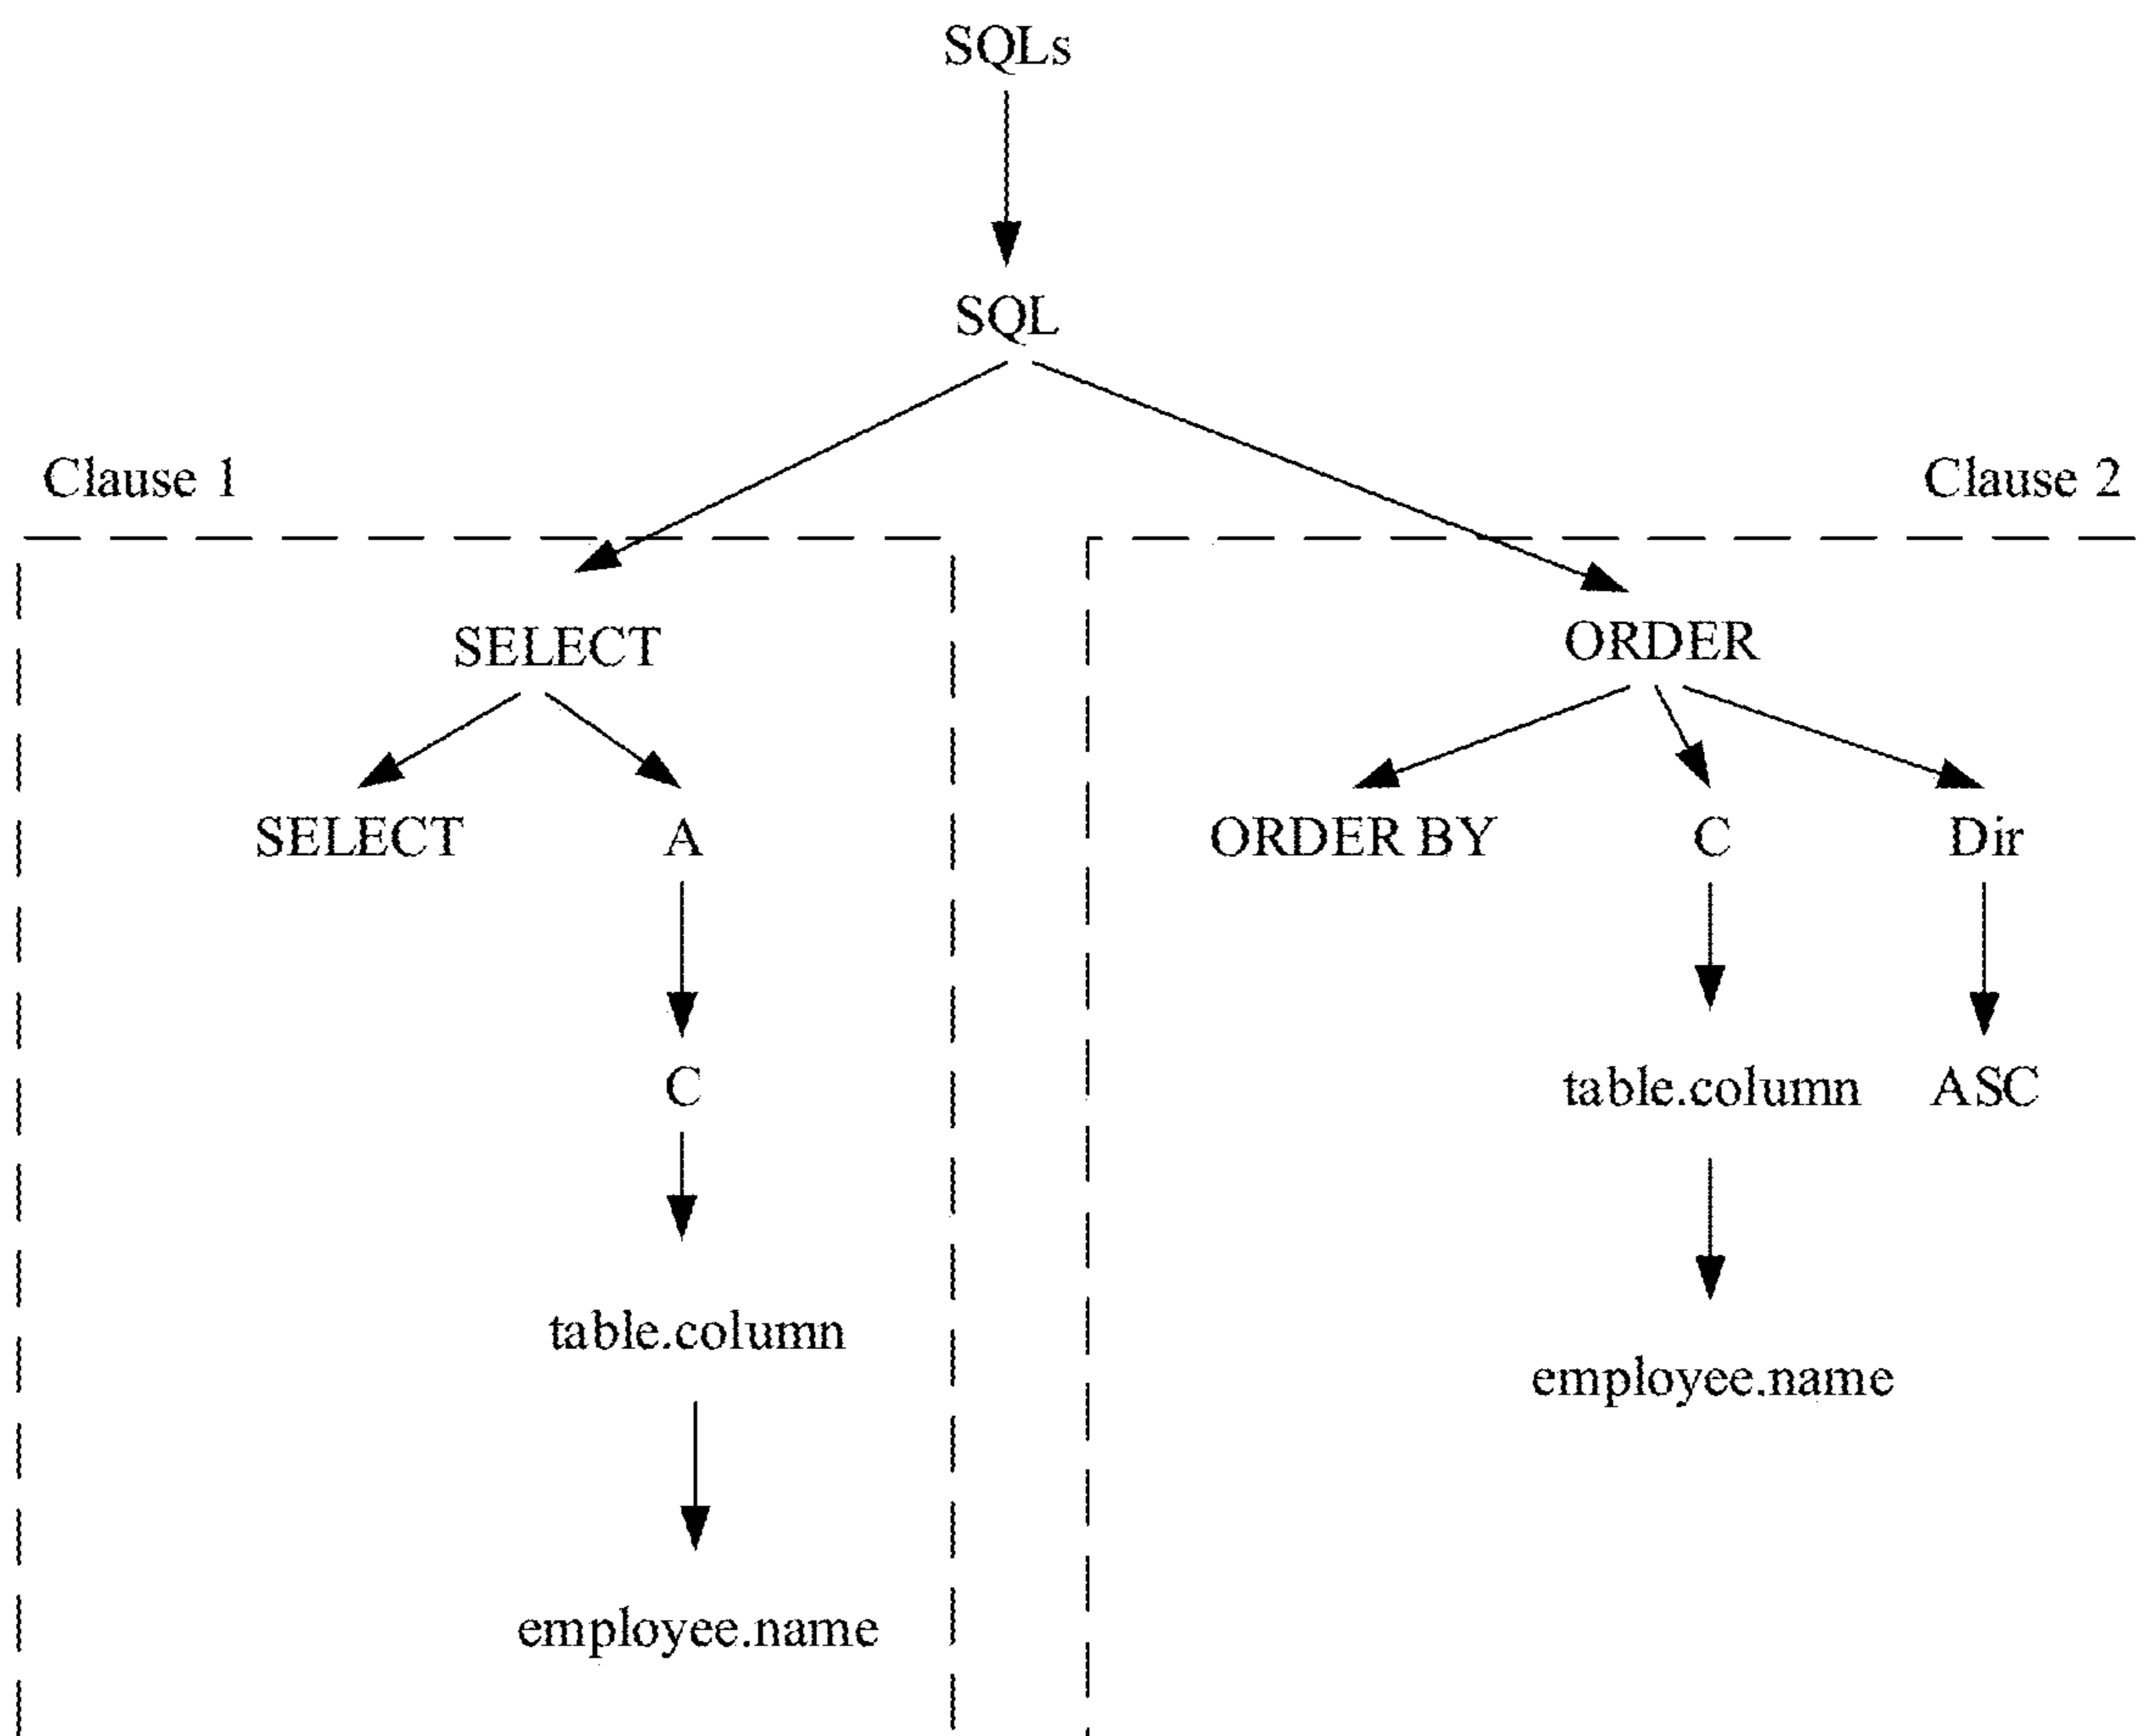 SQLs
SQL
Clause 1
Clause 2
SELECT
ORDER
SELECT A
ORDER BY C Dir
C
table.column ASC
table.column
employee.name
employee.name